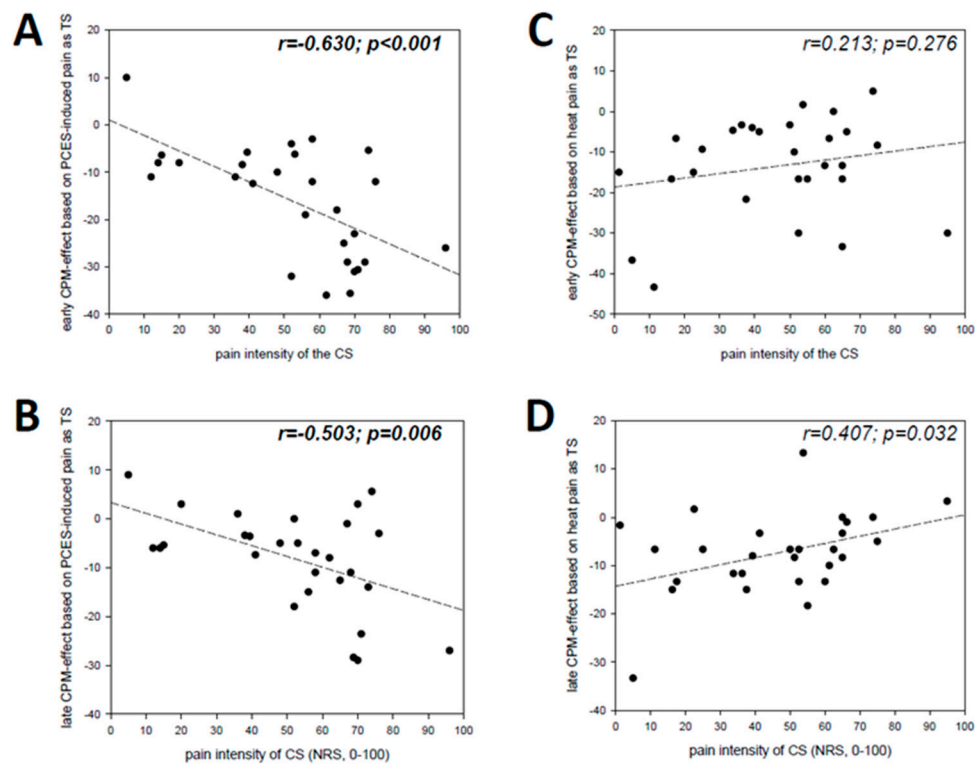 A
r=-0.630; p<0.001
early CPM-effect based on PCES-induced pain as TS
20
10
0
-10
-20
-30
-40
0 10 20 30 40 50 60 70 80 90 100
pain intensity of the CS
C
r=0.213; p=0.276
early CPM-effect based on heat pain as TS
20
10
0
-10
-20
-30
-40
-50
0 10 20 30 40 50 60 70 80 90 100
pain intensity of the CS
B
r=-0.503; p=0.006
late CPM-effect based on PCES-induced pain as TS
20
10
0
-10
-20
-30
-40
0 10 20 30 40 50 60 70 80 90 100
pain intensity of CS (NRS, 0-100)
D
r=0.407; p=0.032
late CPM-effect based on heat pain as TS
20
10
0
-10
-20
-30
-40
0 10 20 30 40 50 60 70 80 90 100
pain intensity of CS (NRS, 0-100)